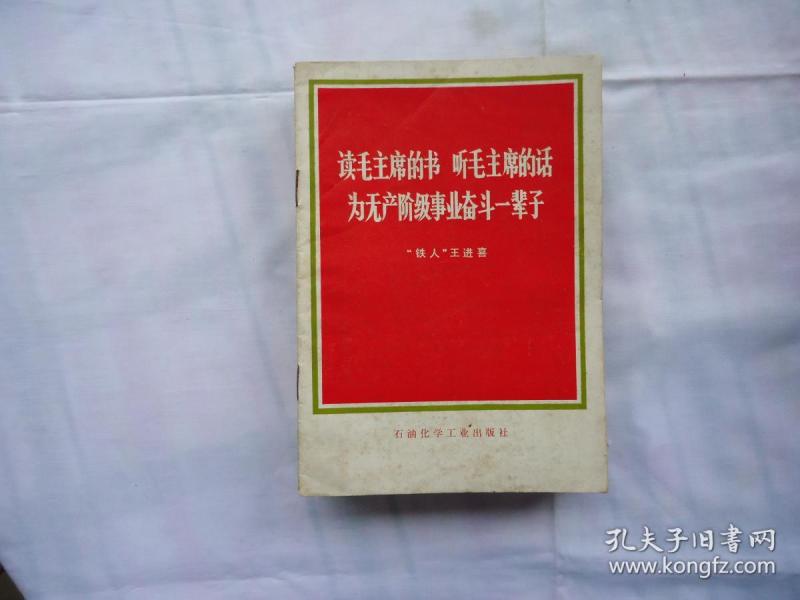 读毛主席的书 听毛主席的话
为无产阶级事业奋斗一辈子
“铁人”王进喜
石油化学工业出版社
孔夫子旧书网
www.kongfz.com